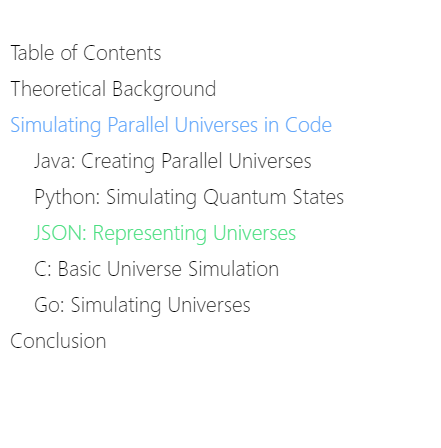 Table of Contents
Theoretical Background
Simulating Parallel Universes in Code
Java: Creating Parallel Universes
Python: Simulating Quantum States
JSON: Representing Universes
C: Basic Universe Simulation
Go: Simulating Universes
Conclusion